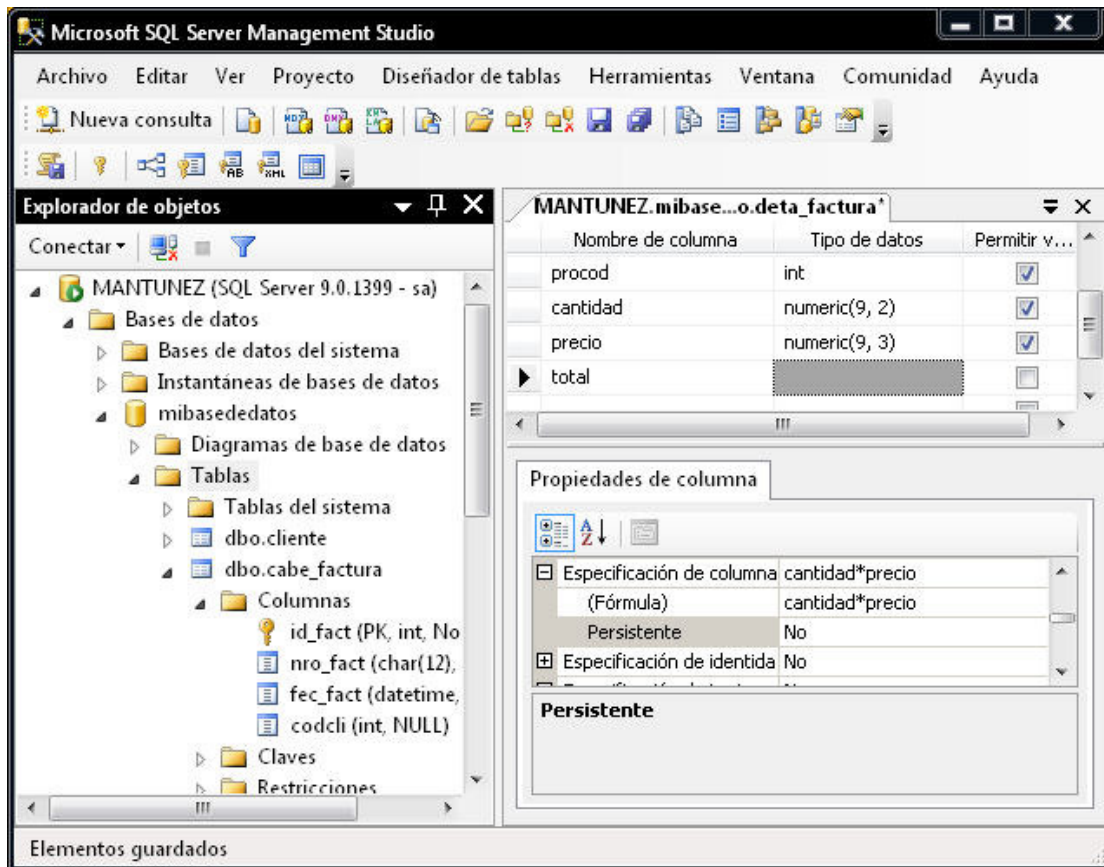 Microsoft SQL Server Management Studio
Archivo Editar Ver Proyecto Diseñador de tablas Herramientas Ventana Comunidad Ayuda
Nueva consulta
Explorador de objetos
Conectar
MANTUNEZ (SQL Server 9.0.1399 - sa)
Bases de datos
Bases de datos del sistema
Instantáneas de bases de datos
mibasededatos
Diagramas de base de datos
Tablas
Tablas del sistema
dbo.cliente
dbo.cabe_factura
Columnas
id_fact (PK, int, No
nro_fact (char(12),
fec_fact (datetime,
codcli (int, NULL)
Claves
Restricciones
MANTUNEZ.mibase...o.deta_factura*
Nombre de columna Tipo de datos Permitir v...
procod int
cantidad numeric(9, 2)
precio numeric(9, 3)
total
Propiedades de columna
Especificación de columna cantidad*precio
(Fórmula) cantidad*precio
Persistente No
Especificación de identida No
Persistente
Elementos guardados